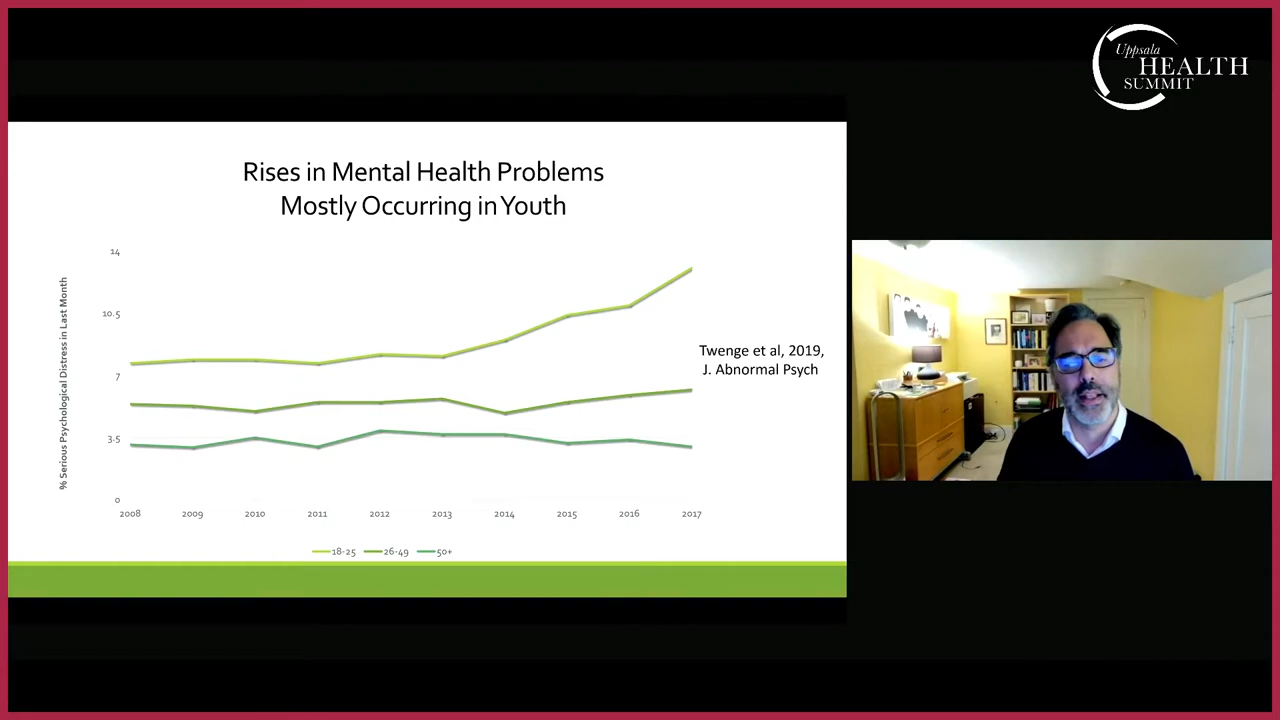 Uppsala
HEALTH
SUMMIT
Rises in Mental Health Problems
Mostly Occurring in Youth
% Serious Psychological Distress in Last Month
14
10.5
7
3.5
0
2008 2009 2010 2011 2012 2013 2014 2015 2016 2017
18-25 26-49 50+
Twenge et al, 2019,
J. Abnormal Psych